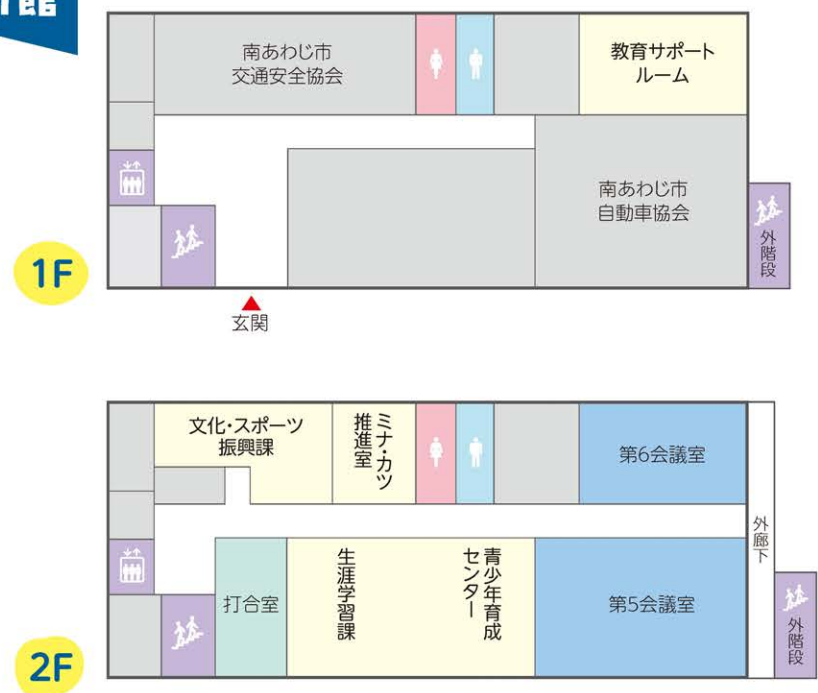 館
南あわじ市
交通安全協会
教育サポート
ルーム
南あわじ市
自動車協会
外階段
1F
玄関
文化・スポーツ
振興課
ミナ・カツ
推進室
第6会議室
外廊下
打合室
生涯学習課
青少年育成
センター
第5会議室
外階段
2F